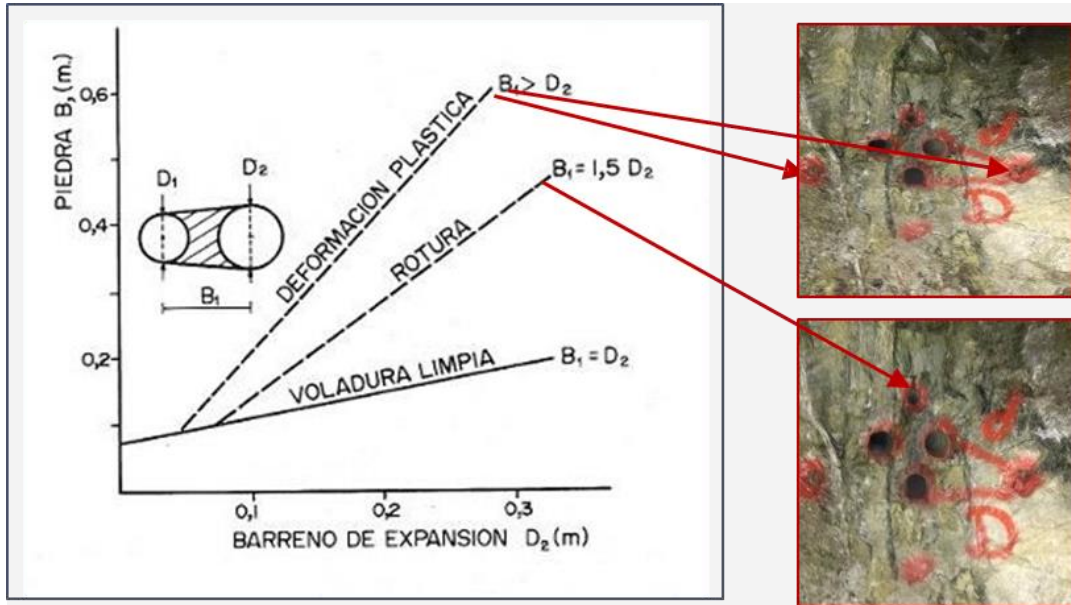 PIEDRA B,(m.)
0,6
0,4
0,2
D₁
D₂
B₁
DEFORMACION PLASTICA
ROTURA
VOLADURA LIMPIA
B₁> D₂
B₁=1,5 D₂
B₁ = D₂
0,1
0,2
0,3
BARRENO DE EXPANSION D₂(m)